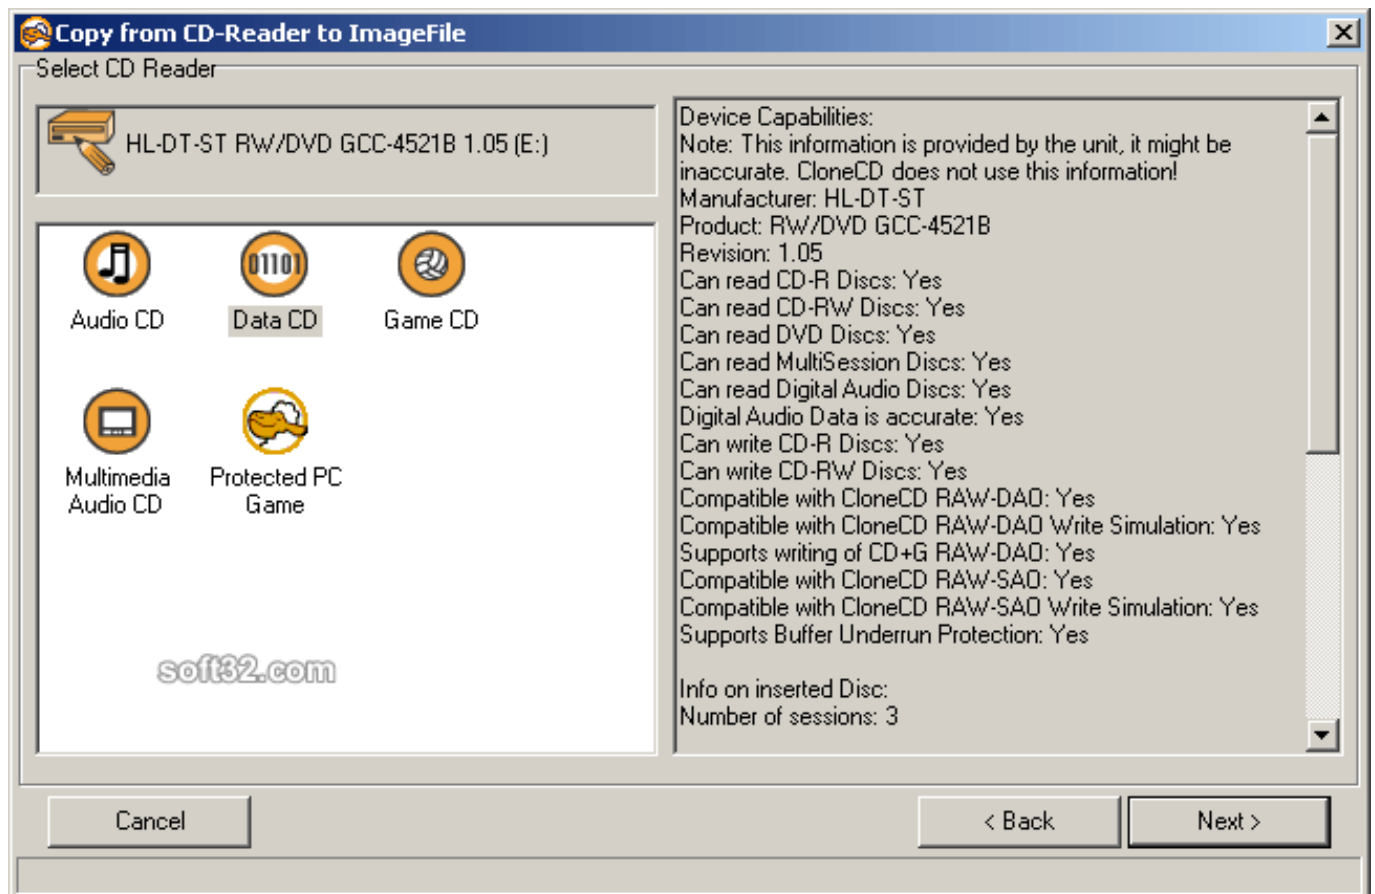 Copy from CD-Reader to ImageFile
Select CD Reader
HL-DT-ST RW/DVD GCC-4521B 1.05 (E:)
01101
Audio CD
Data CD
Game CD
Multimedia
Audio CD
Protected PC
Game
soft32.com
Device Capabilities:
Note: This information is provided by the unit, it might be
inaccurate. CloneCD does not use this information!
Manufacturer: HL-DT-ST
Product: RW/DVD GCC-4521B
Revision: 1.05
Can read CD-R Discs: Yes
Can read CD-RW Discs: Yes
Can read DVD Discs: Yes
Can read MultiSession Discs: Yes
Can read Digital Audio Discs: Yes
Digital Audio Data is accurate: Yes
Can write CD-R Discs: Yes
Can write CD-RW Discs: Yes
Compatible with CloneCD RAW-DAO: Yes
Compatible with CloneCD RAW-DAO Write Simulation: Yes
Supports writing of CD+G RAW-DAO: Yes
Compatible with CloneCD RAW-SAO: Yes
Compatible with CloneCD RAW-SAO Write Simulation: Yes
Supports Buffer Underrun Protection: Yes
Info on inserted Disc:
Number of sessions: 3
Cancel
< Back
Next >